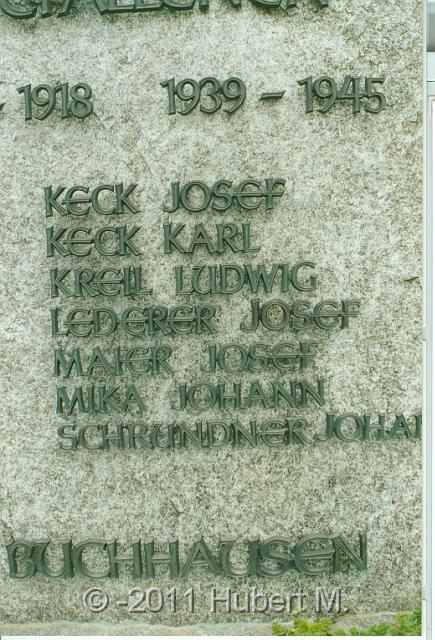 - 1918 1939 – 1945
KECK JOSEF
KECK KARL
KREIL LUDWIG
LEDERER JOSEF
MAIER JOSEF
MIKA JOHANN
SCHRUNDNER JOHAN
BUCHHAUSEN
© -2011 Hubert M.